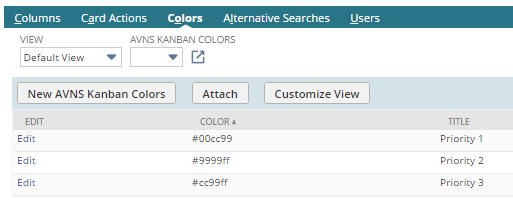 Columns Card Actions Colors Alternative Searches Users
VIEW AVNS KANBAN COLORS
Default View
New AVNS Kanban Colors Attach Customize View
EDIT COLOR ▲ TITLE
Edit #00cc99 Priority 1
Edit #9999ff Priority 2
Edit #cc99ff Priority 3